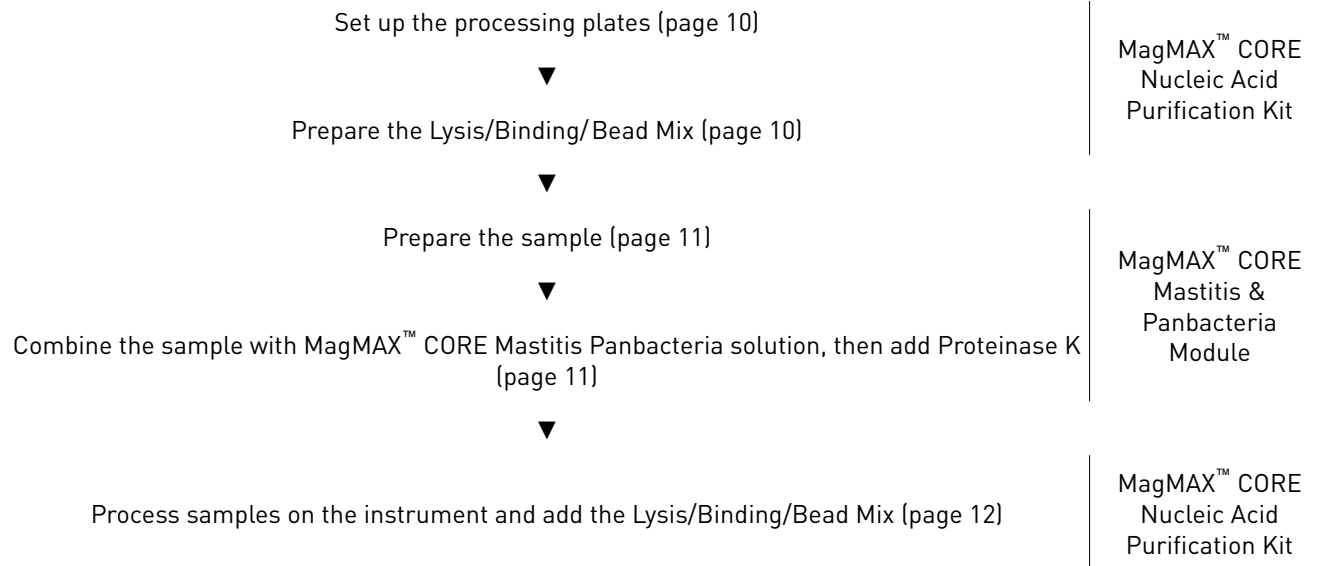 Set up the processing plates (page 10)
MagMAX™ CORE
Nucleic Acid
Purification Kit
▼
Prepare the Lysis/Binding/Bead Mix (page 10)
▼
Prepare the sample (page 11)
MagMAX™ CORE
Mastitis &
Panbacteria
Module
▼
Combine the sample with MagMAX™ CORE Mastitis Panbacteria solution, then add Proteinase K
(page 11)
▼
Process samples on the instrument and add the Lysis/Binding/Bead Mix (page 12)
MagMAX™ CORE
Nucleic Acid
Purification Kit